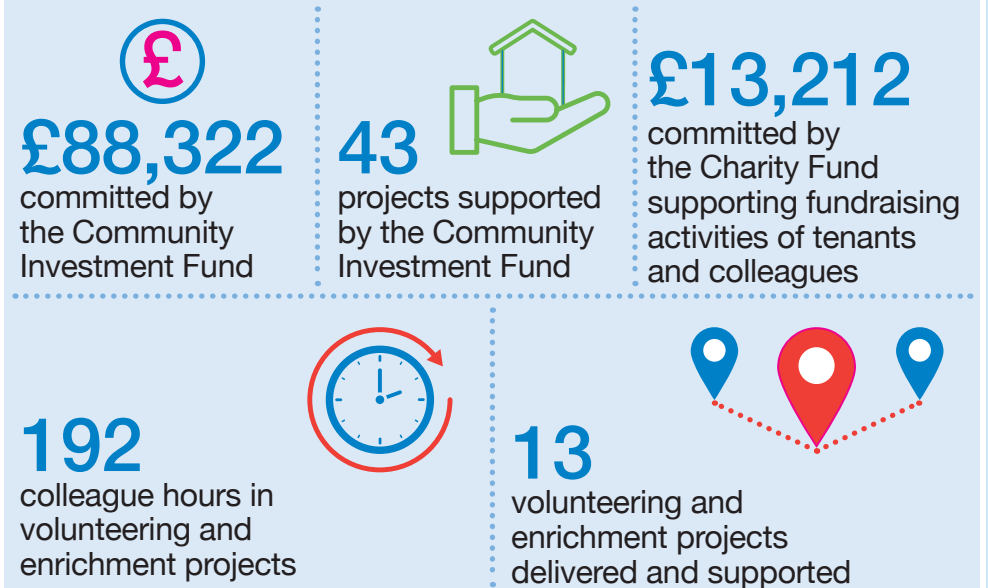 £
£88,322
committed by
the Community
Investment Fund
43
projects supported
by the Community
Investment Fund
£13,212
committed by
the Charity Fund
supporting fundraising
activities of tenants
and colleagues
192
colleague hours in
volunteering and
enrichment projects
13
volunteering and
enrichment projects
delivered and supported